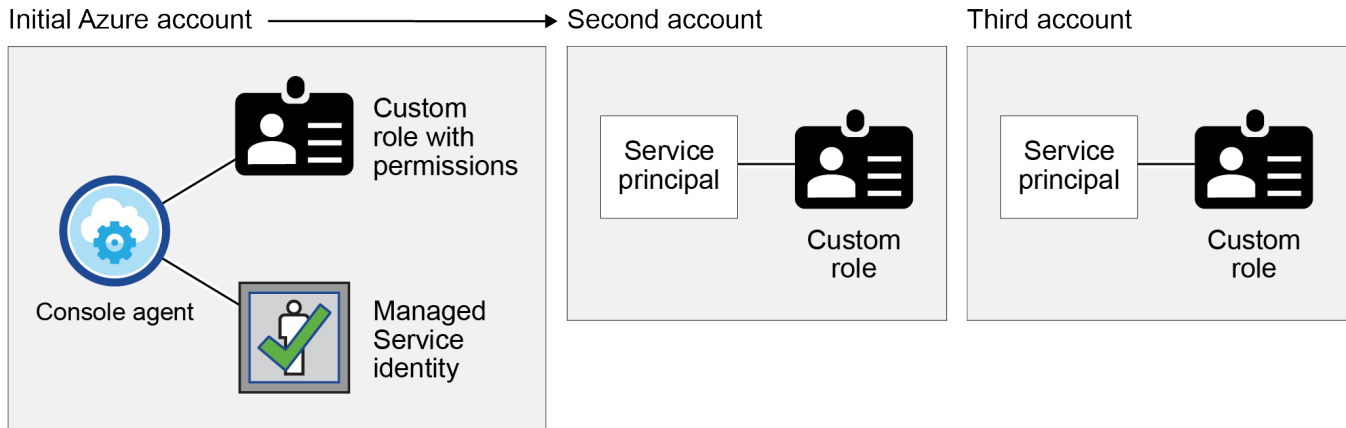 Initial Azure account
Second account
Third account
Custom
role with
permissions
Console agent
Managed
Service
identity
Service
principal
Custom
role
Service
principal
Custom
role